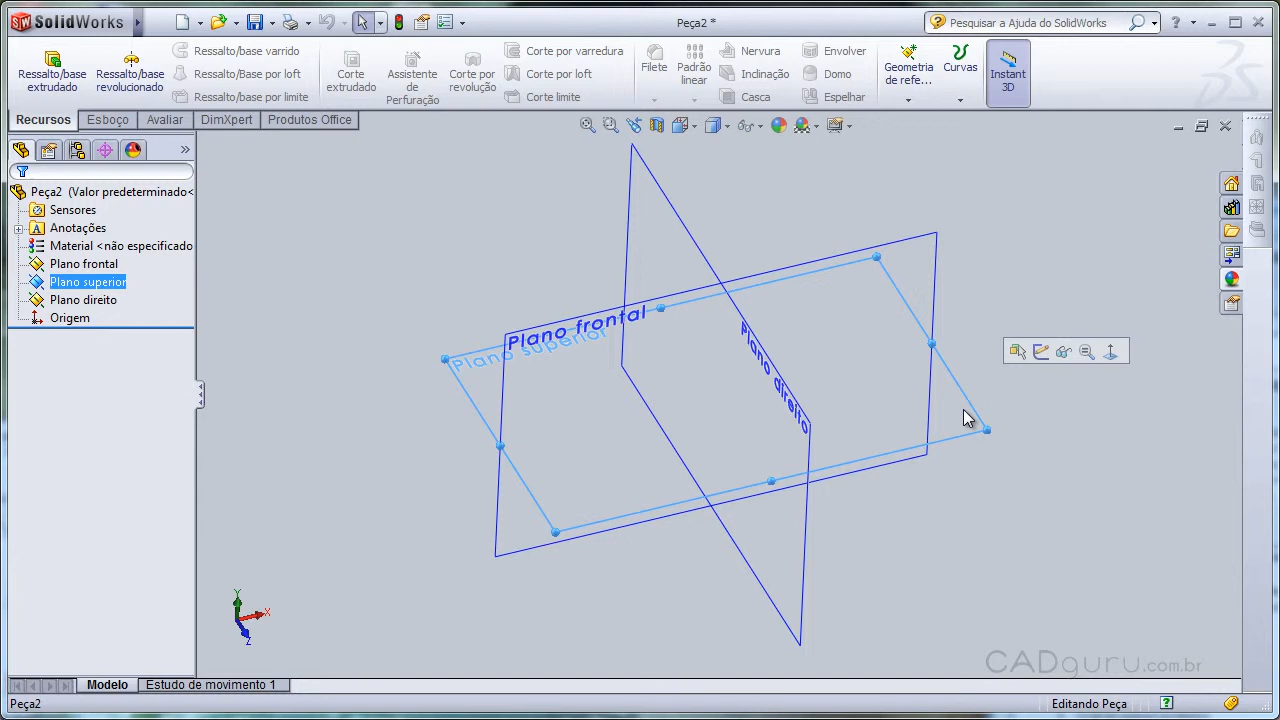 SolidWorks
Peça2 *
Pesquisar a Ajuda do SolidWorks
Ressalto/base extrudado
Ressalto/base revolucionado
Ressalto/base varrido
Ressalto/Base por loft
Ressalto/base por limite
Corte extrudado
Assistente de Perfuração
Corte por revolução
Corte por varredura
Corte por loft
Corte limite
Filete
Padrão linear
Nervura
Inclinação
Casca
Envolver
Domo
Espelhar
Geometria de refe...
Curvas
Instant 3D
Recursos
Esboço
Avaliar
DimXpert
Produtos Office
Peça2 (Valor predeterminado<
Sensores
Anotações
Material <não especificado
Plano frontal
Plano superior
Plano direito
Origem
Plano frontal
Plano superior
Plano direito
Y
X
Z
CADguru.com.br
Modelo
Estudo de movimento 1
Peça2
Editando Peça